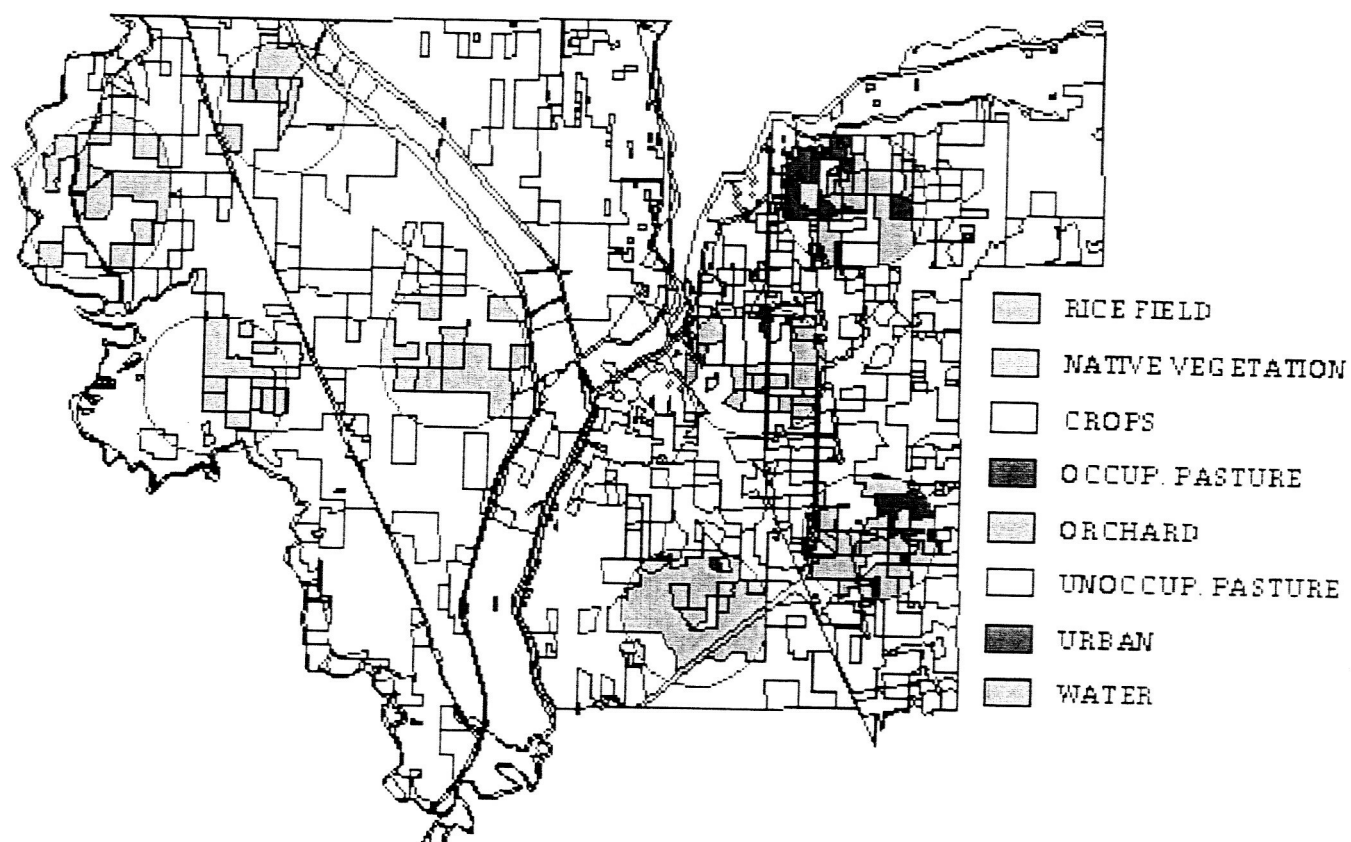 RICE FIELD
NATIVE VEGETATION
CROPS
OCCUP. PASTURE
ORCHARD
UNOCCUP. PASTURE
URBAN
WATER